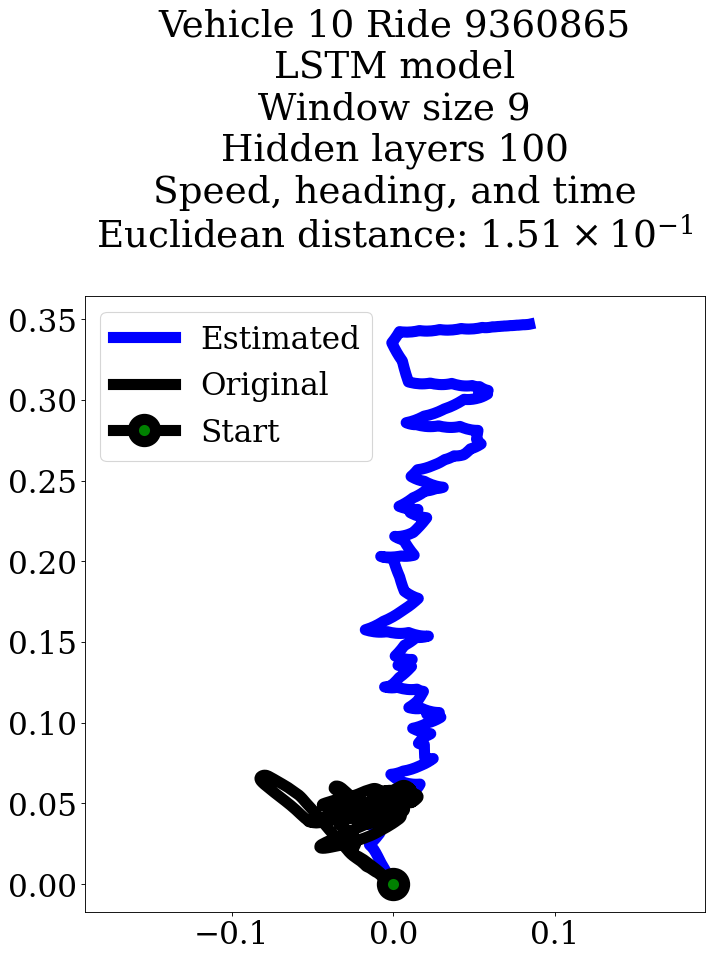 Vehicle 10 Ride 9360865
LSTM model
Window size 9
Hidden layers 100
Speed, heading, and time
Euclidean distance: 1.51 × 10⁻¹
Estimated
Original
Start
0.35
0.30
0.25
0.20
0.15
0.10
0.05
0.00
−0.1 0.0 0.1